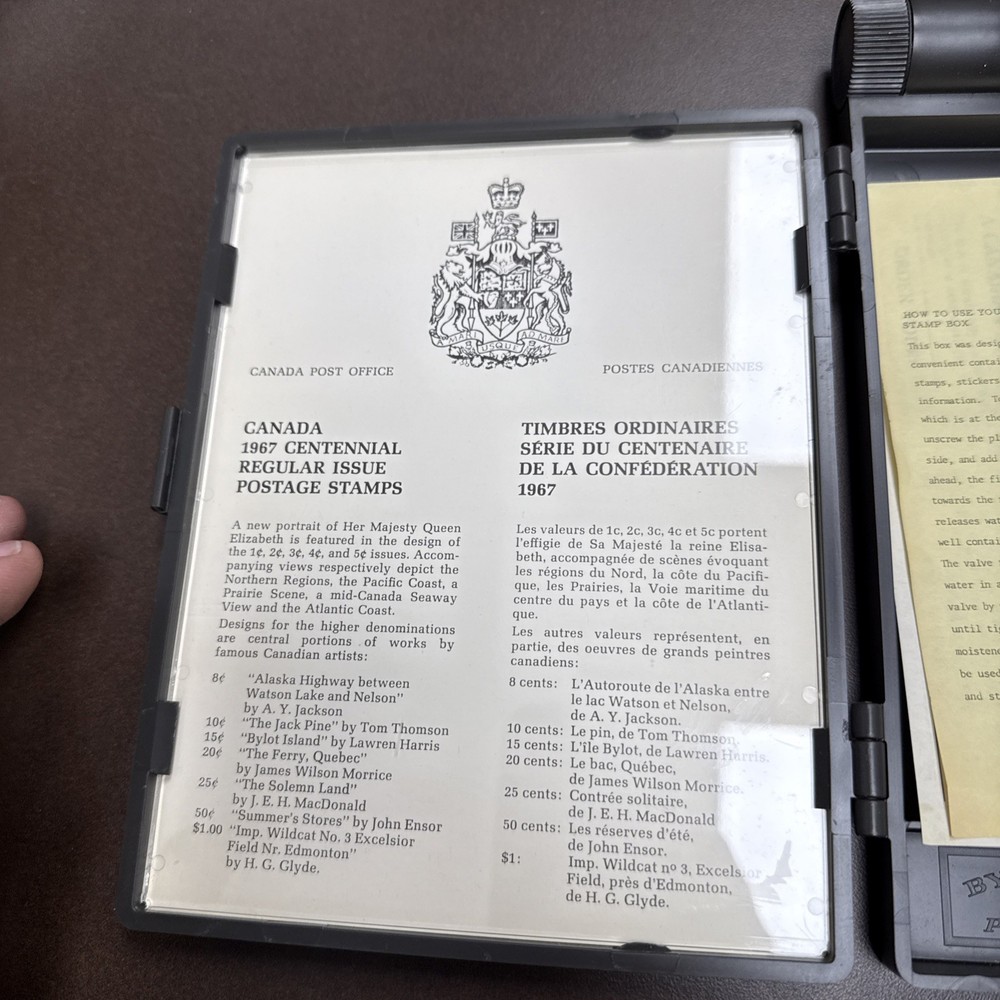 A MARI USQUE AD MARE
CANADA POST OFFICE
POSTES CANADIENNES
CANADA
1967 CENTENNIAL
REGULAR ISSUE
POSTAGE STAMPS
A new portrait of Her Majesty Queen
Elizabeth is featured in the design of
the 1¢, 2¢, 3¢, 4¢, and 5¢ issues. Accom-
panying views respectively depict the
Northern Regions, the Pacific Coast, a
Prairie Scene, a mid-Canada Seaway
View and the Atlantic Coast.
Designs for the higher denominations
are central portions of works by
famous Canadian artists:
8¢ "Alaska Highway between
Watson Lake and Nelson"
by A. Y. Jackson
10¢ "The Jack Pine" by Tom Thomson
15¢ "Bylot Island" by Lawren Harris
20¢ "The Ferry, Quebec"
by James Wilson Morrice
25¢ "The Solemn Land"
by J. E. H. MacDonald
50¢ "Summer's Stores" by John Ensor
$1.00 "Imp. Wildcat No. 3 Excelsior
Field Nr. Edmonton"
by H. G. Glyde.
TIMBRES ORDINAIRES
SÉRIE DU CENTENAIRE
DE LA CONFÉDÉRATION
1967
Les valeurs de 1c, 2c, 3c, 4c et 5c portent
l'effigie de Sa Majesté la reine Elisa-
beth, accompagnée de scènes évoquant
les régions du Nord, la côte du Pacifi-
que, les Prairies, la Voie maritime du
centre du pays et la côte de l'Atlanti-
que.
Les autres valeurs représentent, en
partie, des oeuvres de grands peintres
canadiens:
8 cents: L'Autoroute de l'Alaska entre
le lac Watson et Nelson,
de A. Y. Jackson.
10 cents: Le pin, de Tom Thomson.
15 cents: L'île Bylot, de Lawren Harris.
20 cents: Le bac, Québec,
de James Wilson Morrice.
25 cents: Contrée solitaire,
de J. E. H. MacDonald
50 cents: Les réserves d'été,
de John Ensor.
$1: Imp. Wildcat nº 3, Excelsior
Field, près d'Edmonton,
de H. G. Glyde.
HOW TO USE YOU
STAMP BOX
This box was desig
convenient contai
stamps, stickers
information. T
which is at the
unscrew the pl
side, and add
ahead, the fi
towards the
releases wat
well contai
The valve
water in a
valve by
until ti
moistene
be used
and st
BY
P